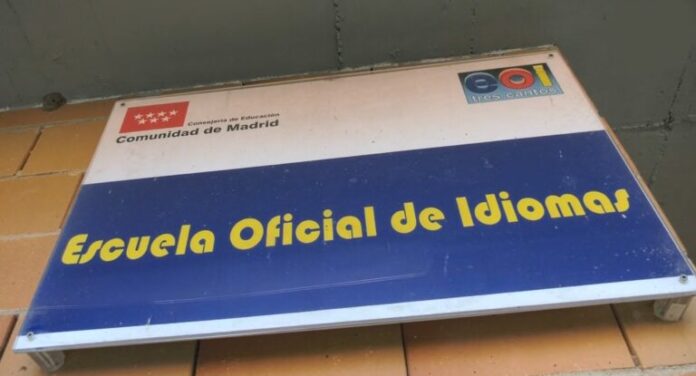 Consejería de Educación
Comunidad de Madrid
eoi
tres cantos
Escuela Oficial de Idiomas